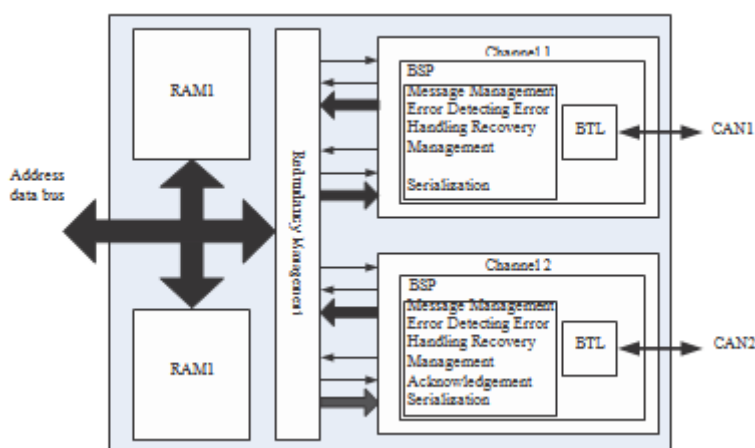 RAM1
Address
data bus
RAM1
Redundancy Management
Channel 1
BSP
Message Management
Error Detecting Error
Handling Recovery
Management
Serialization
BTL
CAN1
Channel 2
BSP
Message Management
Error Detecting Error
Handling Recovery
Management
Acknowledgement
Serialization
BTL
CAN2